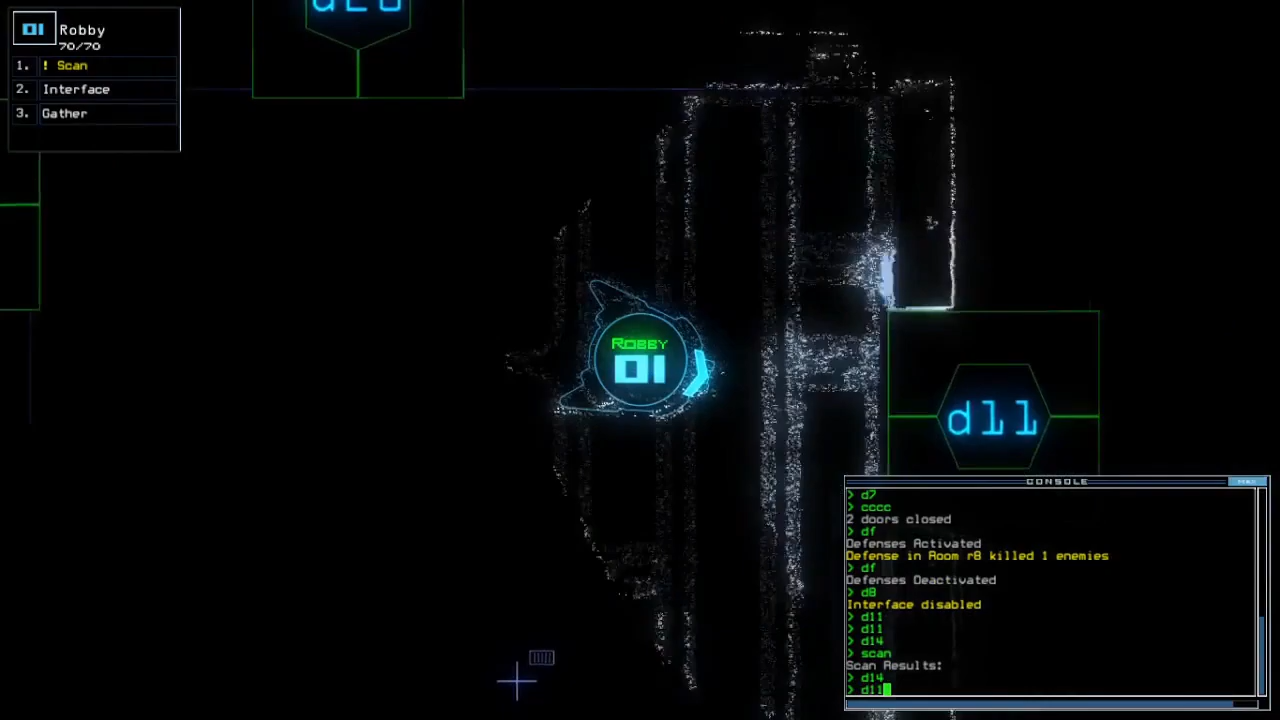 01 Robby
70/70
1. ! Scan
2. Interface
3. Gather
Robby
01
d11
CONSOLE
> d7
> cccc
2 doors closed
> df
Defenses Activated
Defense in Room r8 killed 1 enemies
> df
Defenses Deactivated
> d8
Interface disabled
> d11
> d11
> d14
> scan
Scan Results:
> d14
> d11